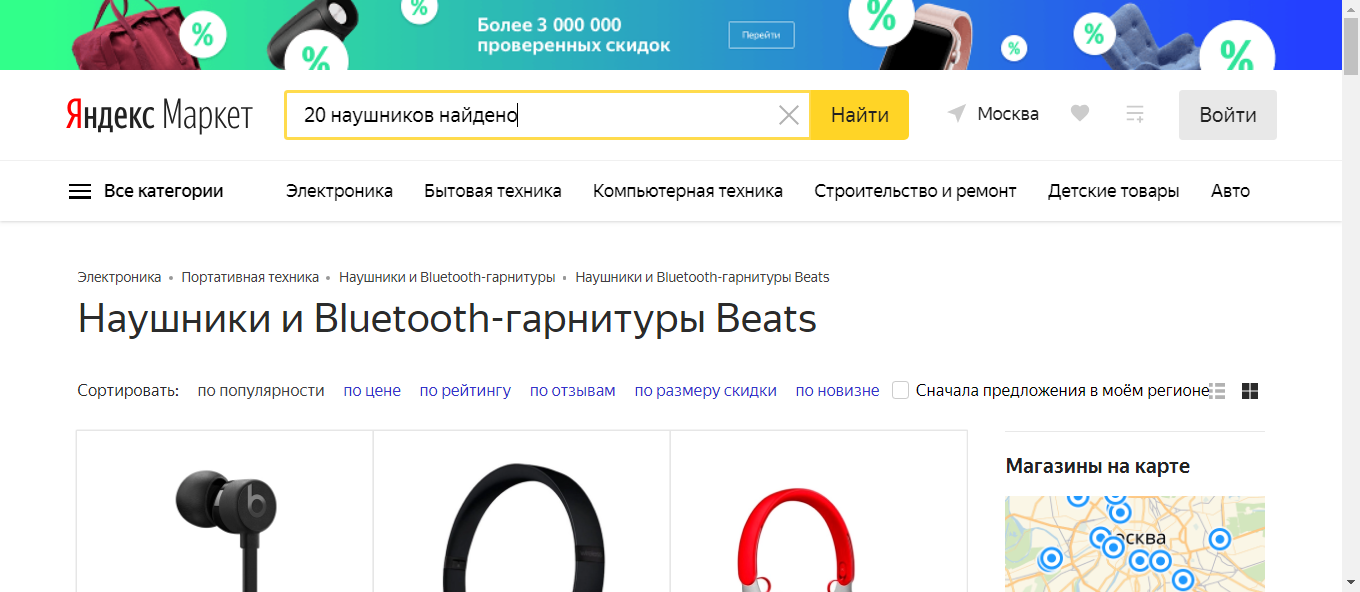 Более 3 000 000
проверенных скидок
Перейти
% % % % % % %
Яндекс Маркет
20 наушников найдено
Найти
Москва
Войти
Все категории
Электроника
Бытовая техника
Компьютерная техника
Строительство и ремонт
Детские товары
Авто
Электроника • Портативная техника • Наушники и Bluetooth-гарнитуры • Наушники и Bluetooth-гарнитуры Beats
Наушники и Bluetooth-гарнитуры Beats
Сортировать: по популярности по цене по рейтингу по отзывам по размеру скидки по новизне Сначала предложения в моём регионе
Магазины на карте
b
осква